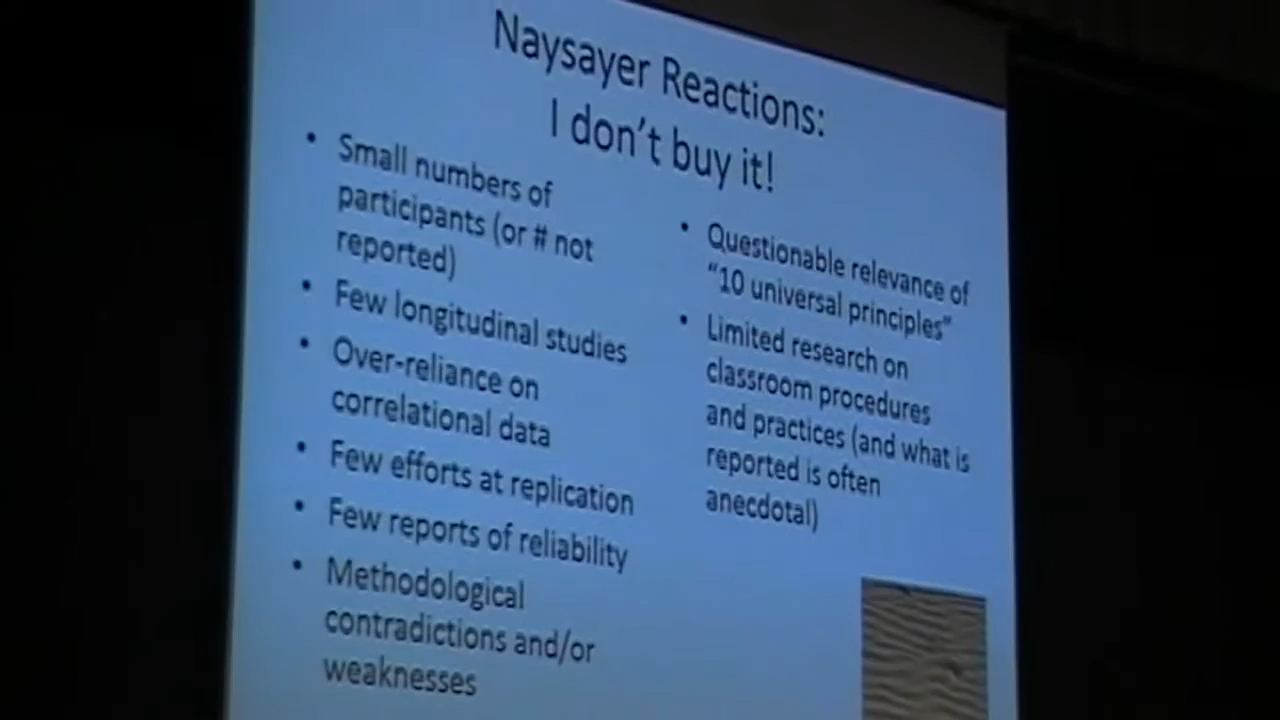 Naysayer Reactions:
I don't buy it!
• Small numbers of
participants (or # not
reported)
• Few longitudinal studies
• Over-reliance on
correlational data
• Few efforts at replication
• Few reports of reliability
• Methodological
contradictions and/or
weaknesses
• Questionable relevance of
"10 universal principles"
• Limited research on
classroom procedures
and practices (and what is
reported is often
anecdotal)